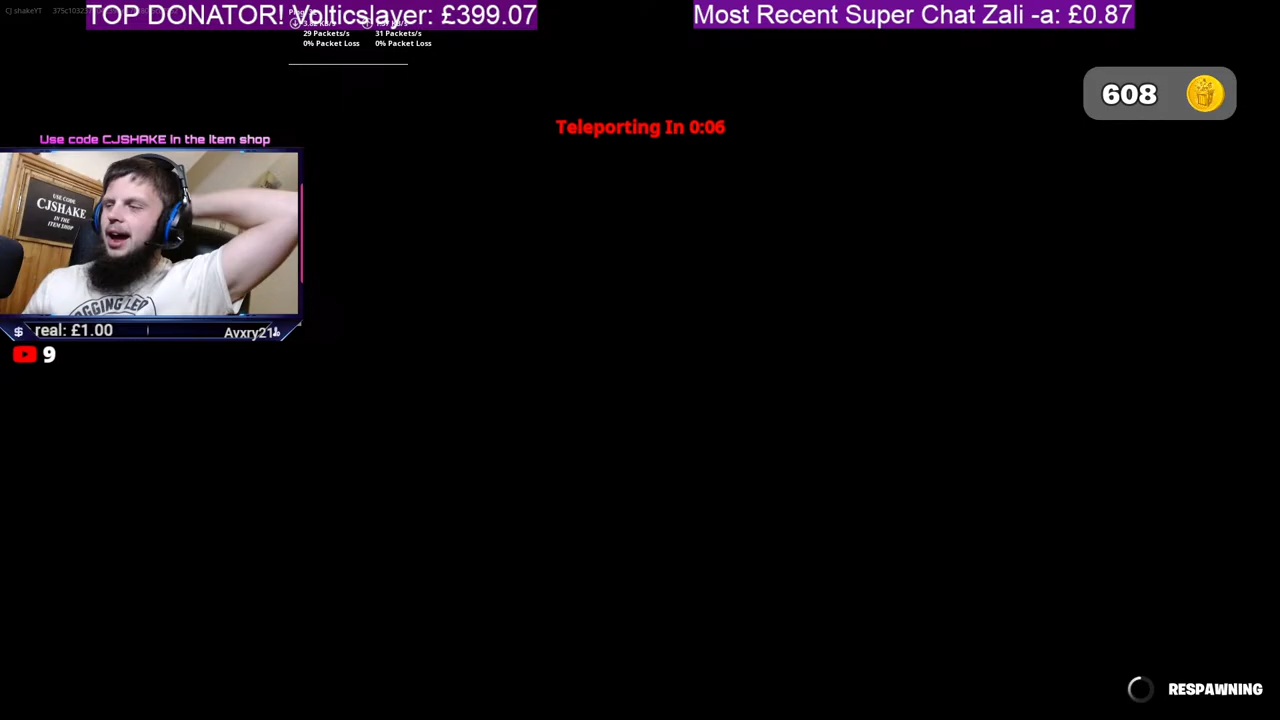 CJ shakeYT
TOP DONATOR! Volticslayer: £399.07
Most Recent Super Chat Zali -a: £0.87
29 Packets/s
31 Packets/s
0% Packet Loss
0% Packet Loss
608
Teleporting In 0:06
Use code CJSHAKE in the item shop
USE CODE
CJSHAKE
IN THE
ITEM SHOP
real: £1.00
Avxry21
9
RESPAWNING